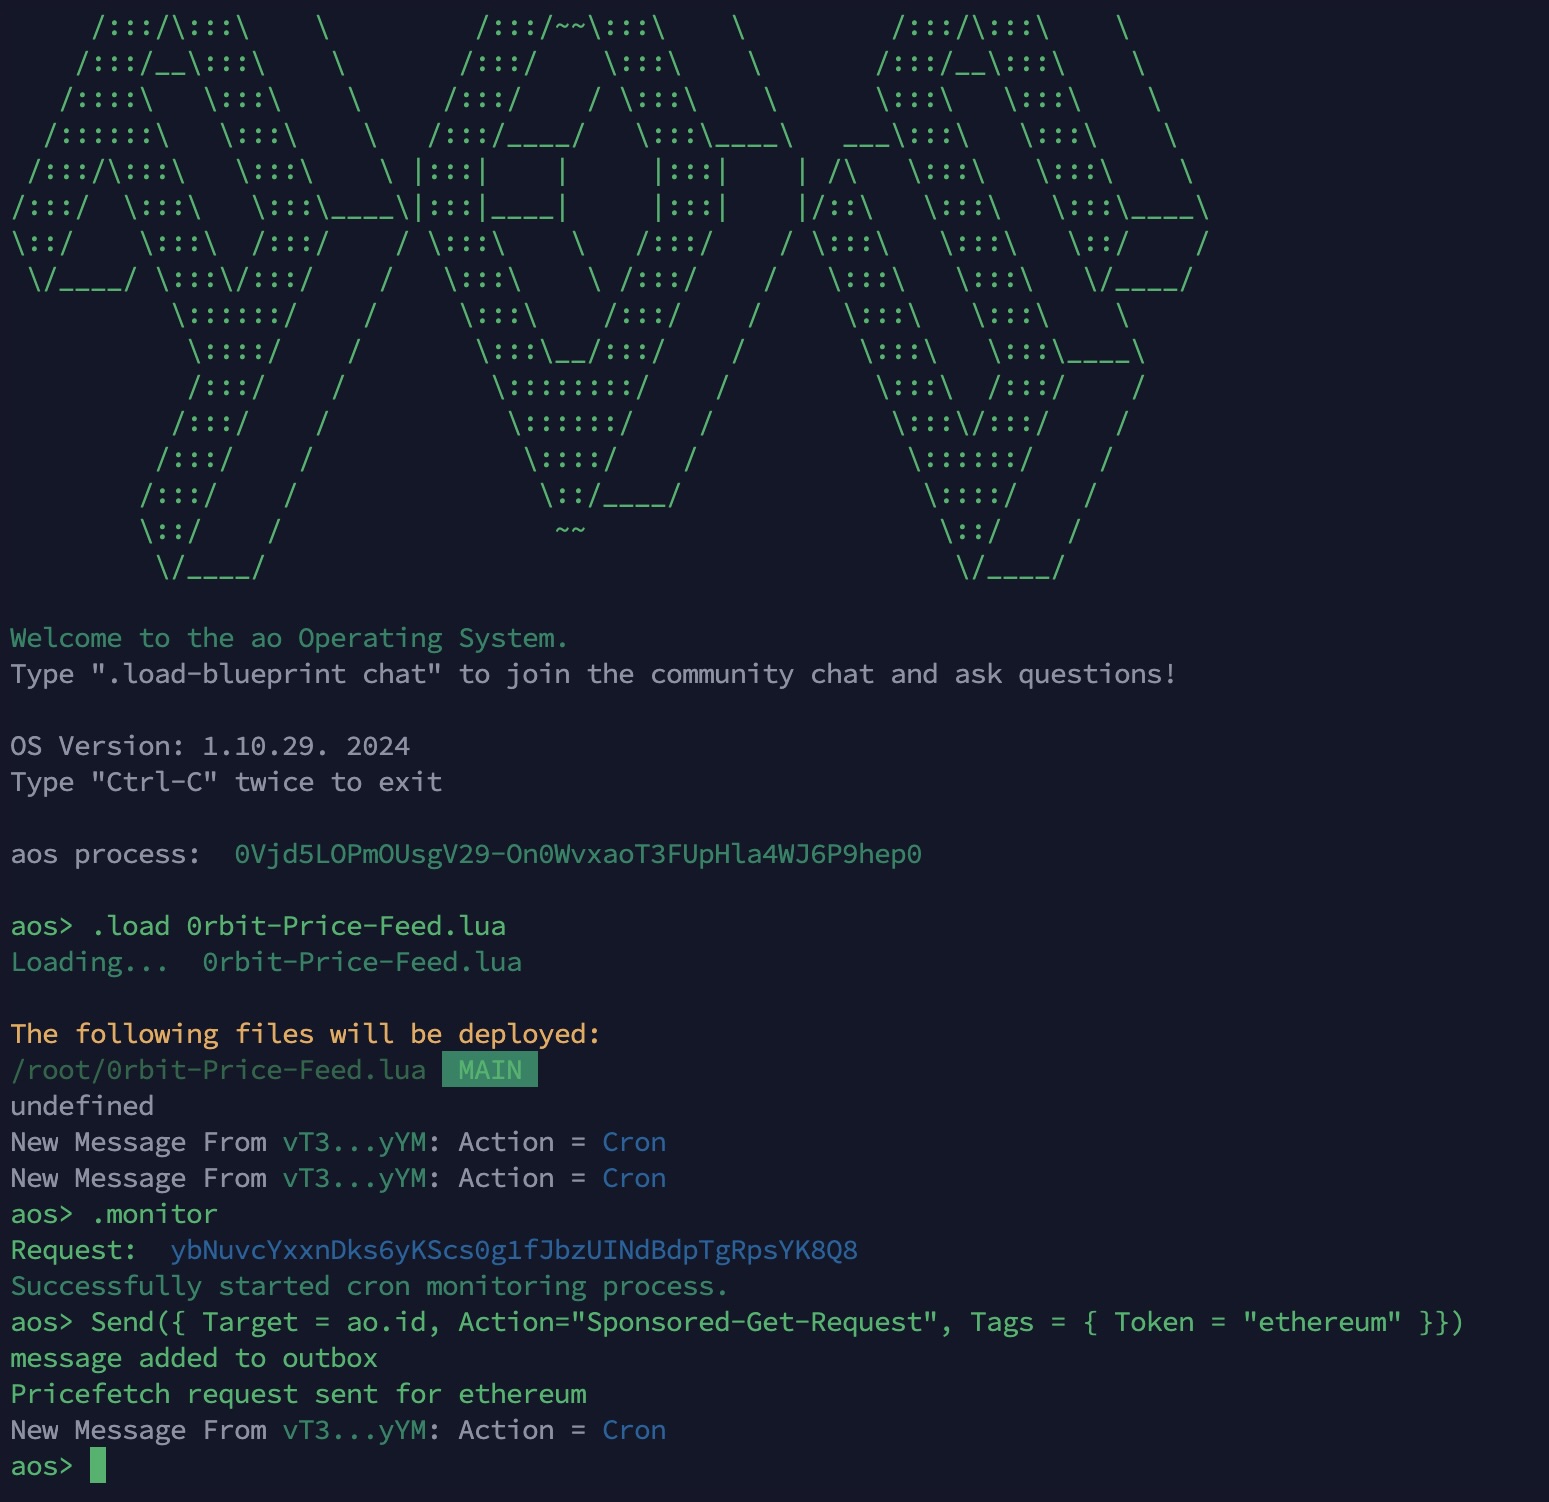 Welcome to the ao Operating System.
Type ".load-blueprint chat" to join the community chat and ask questions!
OS Version: 1.10.29. 2024
Type "Ctrl-C" twice to exit
aos process:  0Vjd5LOPmOUsgV29-On0WvxaoT3FUpHla4WJ6P9hep0
aos> .load 0rbit-Price-Feed.lua
Loading...  0rbit-Price-Feed.lua
The following files will be deployed:
/root/0rbit-Price-Feed.lua MAIN
undefined
New Message From vT3...yYM: Action = Cron
New Message From vT3...yYM: Action = Cron
aos> .monitor
Request:  ybNuvcYxxnDks6yKScs0g1fJbzUINdBdpTgRpsYK8Q8
Successfully started cron monitoring process.
aos> Send({ Target = ao.id, Action="Sponsored-Get-Request", Tags = { Token = "ethereum" }})
message added to outbox
Pricefetch request sent for ethereum
New Message From vT3...yYM: Action = Cron
aos>